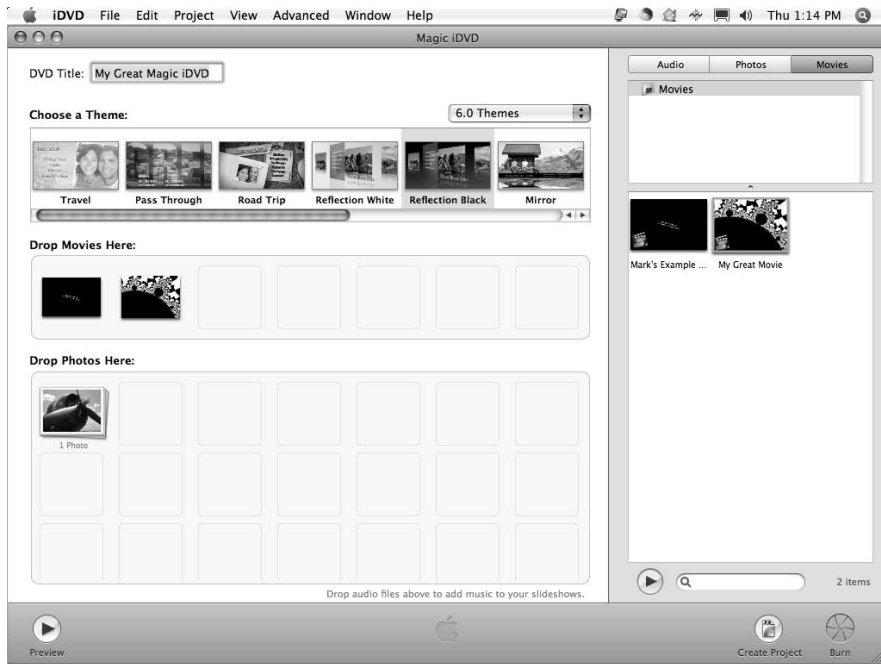 iDVD File Edit Project View Advanced Window Help Thu 1:14 PM
Magic iDVD
DVD Title: My Great Magic iDVD
Audio Photos Movies
Movies
Choose a Theme: 6.0 Themes
Travel Pass Through Road Trip Reflection White Reflection Black Mirror
Drop Movies Here:
Mark's Example ... My Great Movie
Drop Photos Here:
1 Photo
2 items
Drop audio files above to add music to your slideshows.
Preview Create Project Burn